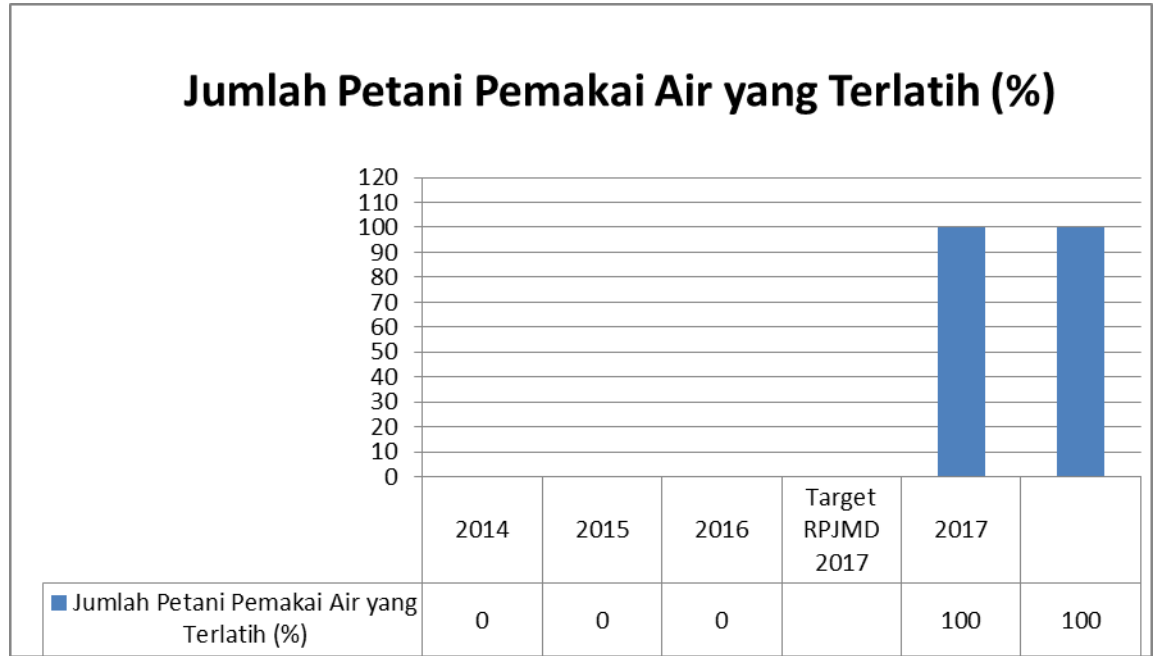 Jumlah Petani Pemakai Air yang Terlatih (%)
120
110
100
90
80
70
60
50
40
30
20
10
0
2014 2015 2016 Target RPJMD 2017 2017
Jumlah Petani Pemakai Air yang
Terlatih (%)
0 0 0 100 100